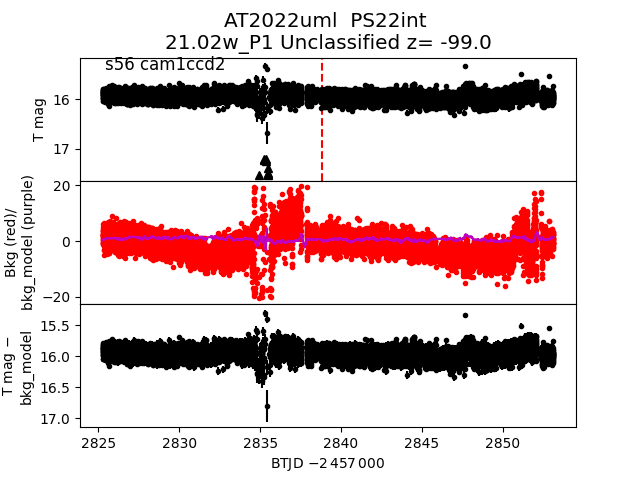 AT2022uml  PS22int
21.02w_P1 Unclassified z= -99.0
s56 cam1ccd2
16
17
T mag
20
0
−20
Bkg (red)/
bkg_model (purple)
15.5
16.0
16.5
17.0
T mag −
bkg_model
2825
2830
2835
2840
2845
2850
BTJD −2 457 000